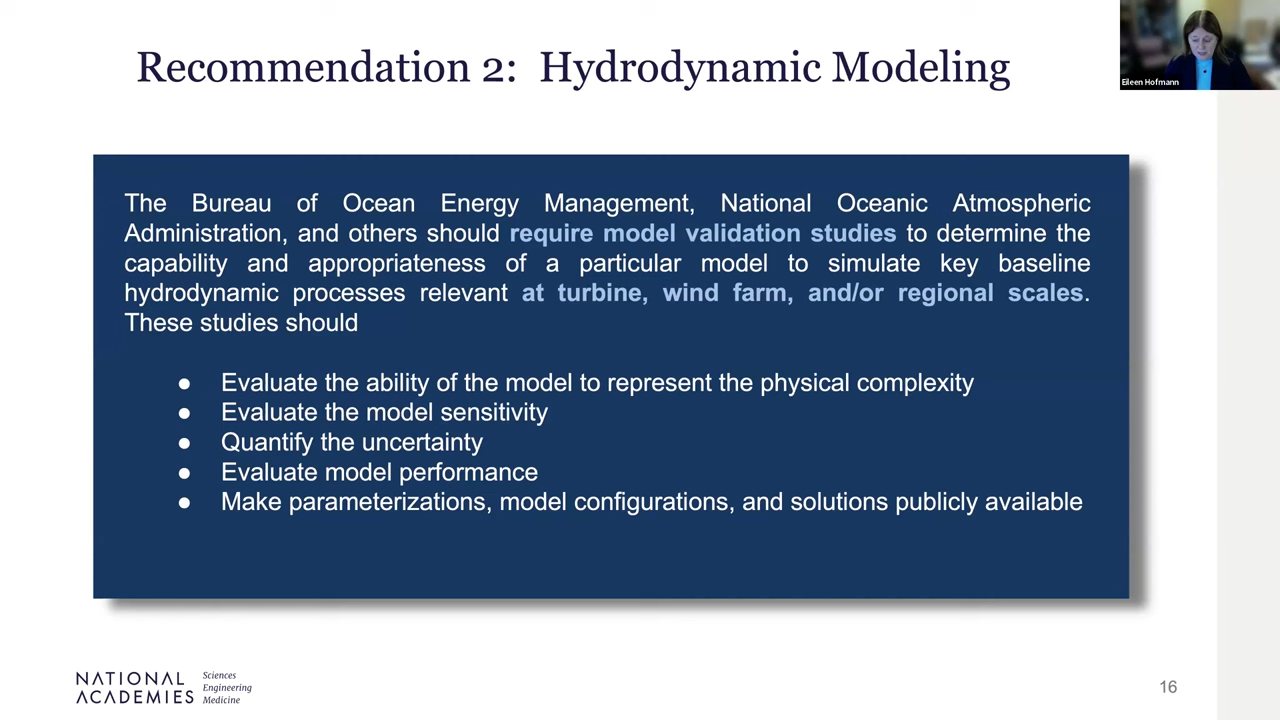 Recommendation 2: Hydrodynamic Modeling
Eileen Hofmann
The Bureau of Ocean Energy Management, National Oceanic Atmospheric
Administration, and others should require model validation studies to determine the
capability and appropriateness of a particular model to simulate key baseline
hydrodynamic processes relevant at turbine, wind farm, and/or regional scales.
These studies should
● Evaluate the ability of the model to represent the physical complexity
● Evaluate the model sensitivity
● Quantify the uncertainty
● Evaluate model performance
● Make parameterizations, model configurations, and solutions publicly available
NATIONAL ACADEMIES
Sciences
Engineering
Medicine
16